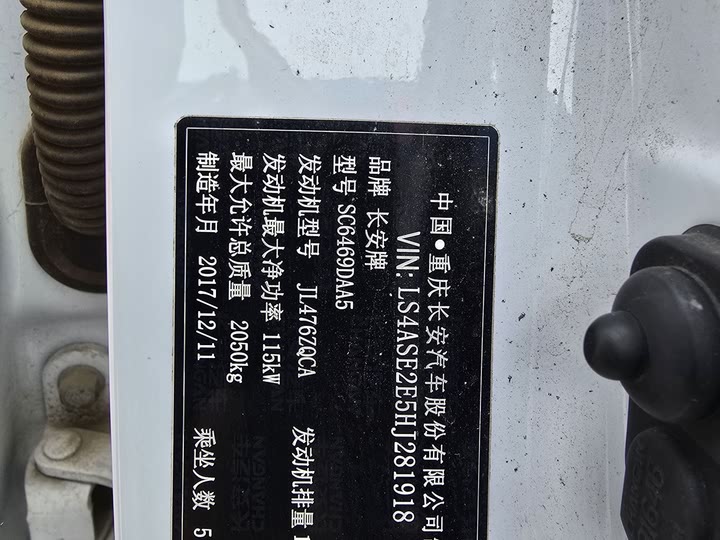 中国●重庆长安汽车股份有限公司
VIN: LS4ASE2E5HJ281918
品牌 长安牌
型号 SC6469DAA5
发动机型号 JL476ZQCA 发动机排量
发动机最大净功率 115kW
最大允许总质量 2050kg
制造年月 2017/12/11 乘坐人数 5
CHANGAN